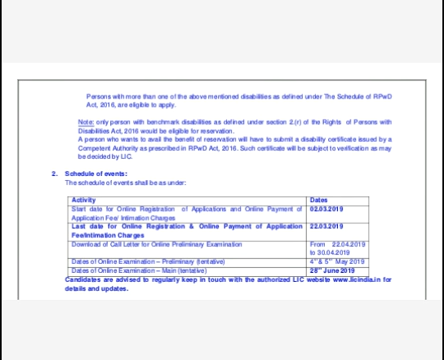 Persons with more than one of the above mentioned disabilities as defined under The Schedule of RPwD
Act, 2016, are eligible to apply.
Note: only person with benchmark disabilities as defined under section 2.(r) of the Rights of Persons with
Disabilities Act, 2016 would be eligible for reservation.
A person who wants to avail the benefit of reservation will have to submit a disability certificate issued by a
Competent Authority as prescribed in RPwD Act, 2016. Such certificate will be subject to verification as may
be decided by LIC.
2. Schedule of events:
The schedule of events shall be as under:
Activity Dates
Start date for Online Registration of Applications and Online Payment of 02.03.2019
Application Fee/ Intimation Charges
Last date for Online Registration & Online Payment of Application 22.03.2019
Fee/Intimation Charges
Download of Call Letter for Online Preliminary Examination From 22.04.2019
to 30.04.2019
Dates of Online Examination – Preliminary (tentative) 4th & 5th May 2019
Dates of Online Examination – Main (tentative) 28th June 2019
Candidates are advised to regularly keep in touch with the authorized LIC website www.licindia.in for
details and updates.